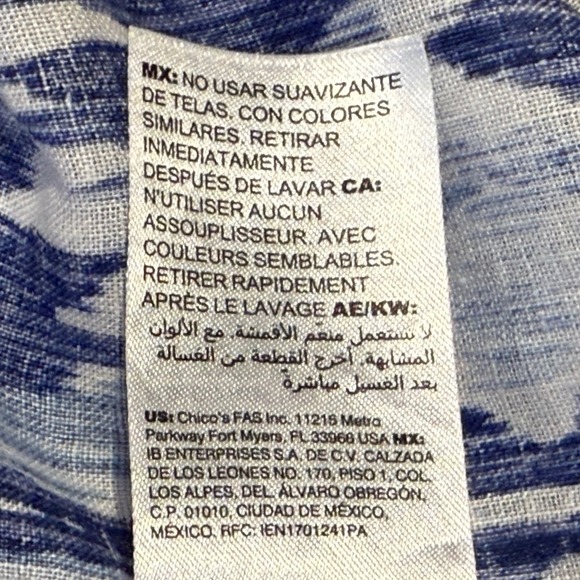 MX: NO USAR SUAVIZANTE
DE TELAS. CON COLORES
SIMILARES. RETIRAR
INMEDIATAMENTE
DESPUÉS DE LAVAR CA:
N'UTILISER AUCUN
ASSOUPLISSEUR. AVEC
COULEURS SEMBLABLES.
RETIRER RAPIDEMENT
APRÈS LE LAVAGE AE/KW:
لا تستعمل منعّم الأقمشة. مع الألوان
المشابهة. أخرج القطعة من الغسالة
بعد الغسيل مباشرة
US: Chico's FAS Inc. 11215 Metro
Parkway Fort Myers, FL 33966 USA MX:
IB ENTERPRISES S.A. DE C.V. CALZADA
DE LOS LEONES NO. 170, PISO 1, COL.
LOS ALPES, DEL. ÁLVARO OBREGÓN,
C.P. 01010, CIUDAD DE MÉXICO,
MÉXICO. RFC: IEN1701241PA